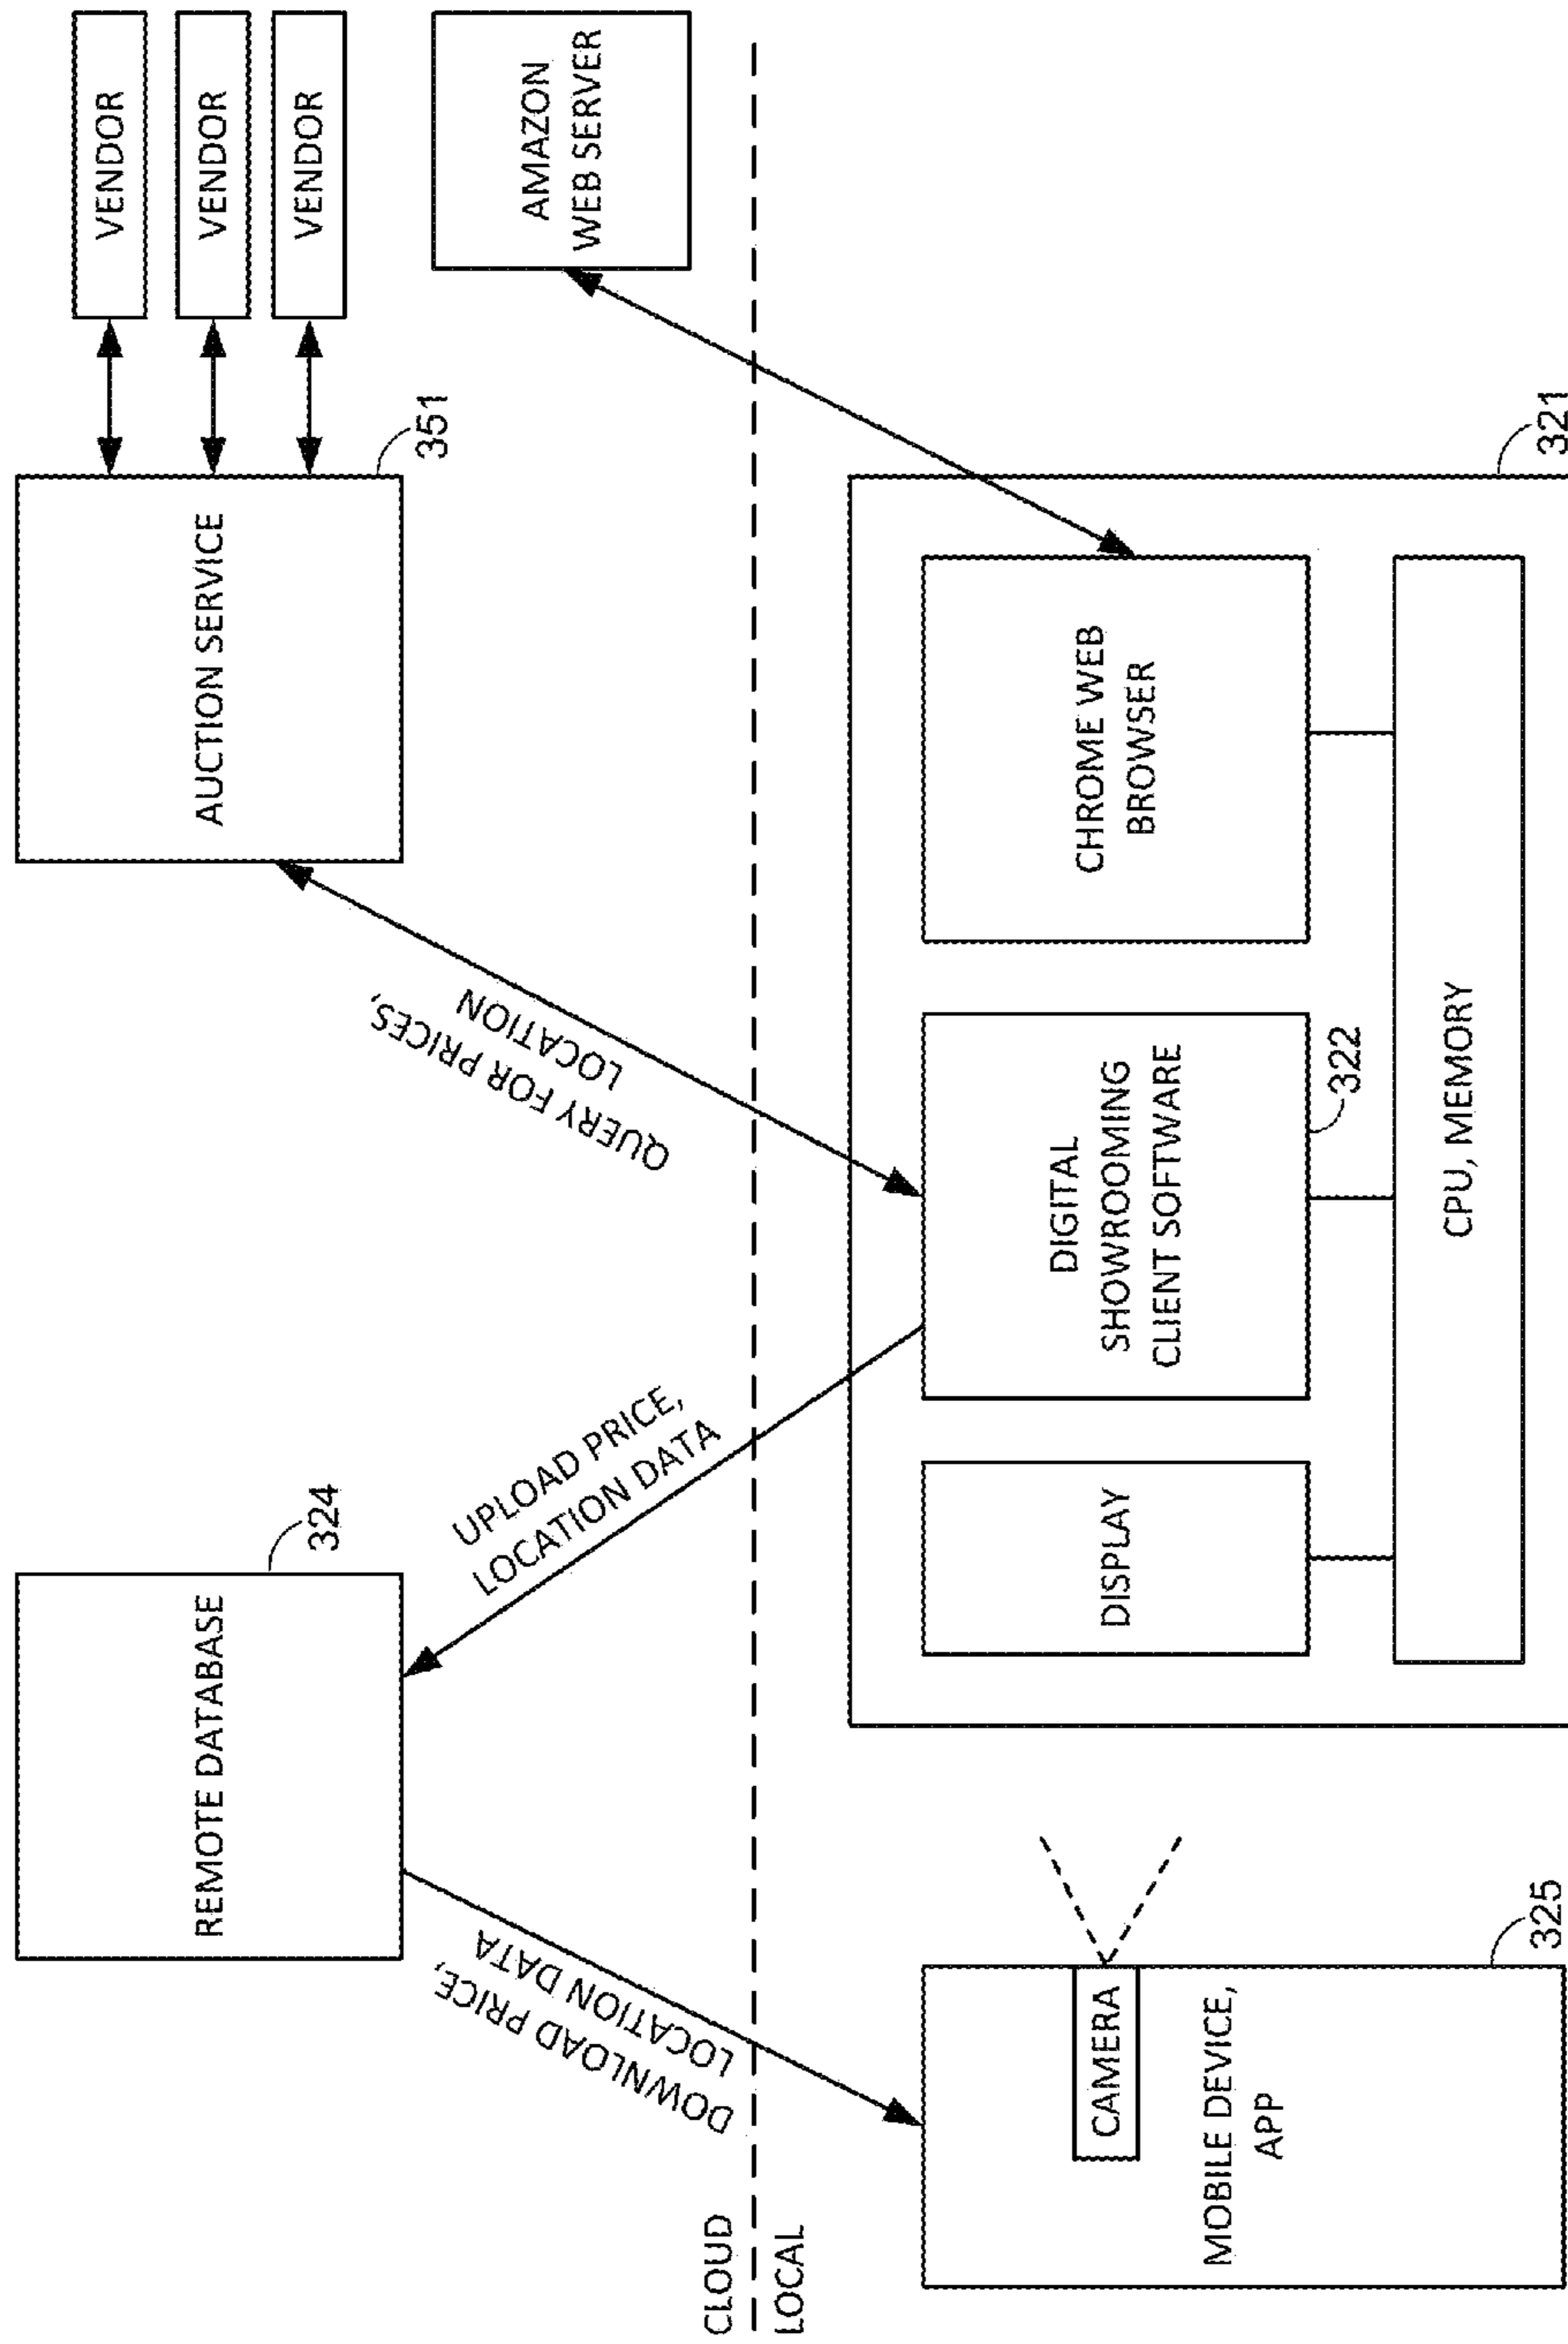 REMOTE DATABASE
324
AUCTION SERVICE
351
VENDOR
VENDOR
VENDOR
AMAZON
WEB SERVER
DOWNLOAD PRICE,
LOCATION DATA
UPLOAD PRICE,
LOCATION DATA
QUERY FOR PRICES,
LOCATION
CLOUD
LOCAL
CAMERA
MOBILE DEVICE,
APP
325
DISPLAY
DIGITAL
SHOWROOMING
CLIENT SOFTWARE
322
CHROME WEB
BROWSER
CPU, MEMORY
321